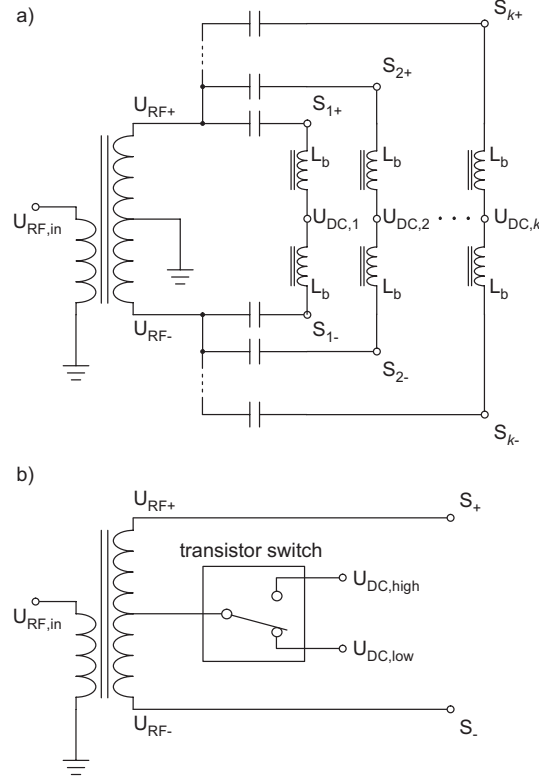 a)
S_k+
S_2+
U_RF+
S_1+
L_b
L_b
L_b
U_RF,in
U_DC,1
U_DC,2
· · ·
U_DC,k
L_b
L_b
L_b
U_RF-
S_1-
S_2-
S_k-
b)
U_RF+
S_+
transistor switch
U_DC,high
U_RF,in
U_DC,low
U_RF-
S_-